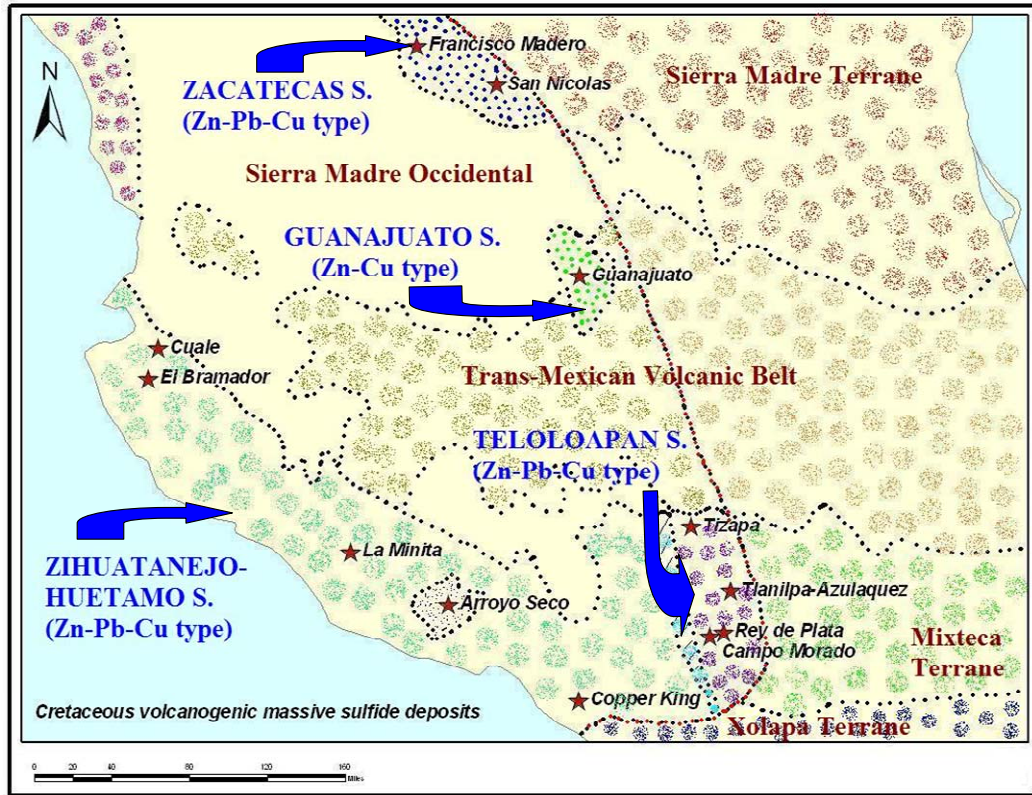 Francisco Madero
N
ZACATECAS S.
(Zn-Pb-Cu type)
San Nicolas
Sierra Madre Terrane
Sierra Madre Occidental
GUANAJUATO S.
(Zn-Cu type)
Guanajuato
Cuale
El Bramador
Trans-Mexican Volcanic Belt
TELOLOAPAN S.
(Zn-Pb-Cu type)
Tizapa
ZIHUATANEJO-
HUETAMO S.
(Zn-Pb-Cu type)
La Minita
Arroyo Seco
Tlanilpa-Azulaquez
Rey de Plata
Campo Morado
Mixteca
Terrane
Copper King
Cretaceous volcanogenic massive sulfide deposits
Xolapa Terrane
0 20 40 80 120 160
Miles